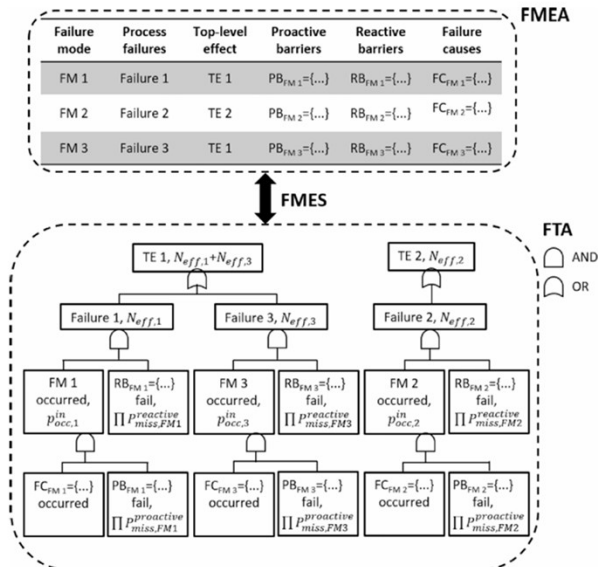 FMEA
Failure mode Process failures Top-level effect Proactive barriers Reactive barriers Failure causes
FM 1 Failure 1 TE 1 PB_FM 1={...} RB_FM 1={...} FC_FM 1={...}
FM 2 Failure 2 TE 2 PB_FM 2={...} RB_FM 2={...} FC_FM 2={...}
FM 3 Failure 3 TE 1 PB_FM 3={...} RB_FM 3={...} FC_FM 3={...}
FMES
FTA
AND
OR
TE 1, N_eff,1+N_eff,3
TE 2, N_eff,2
Failure 1, N_eff,1
Failure 3, N_eff,3
Failure 2, N_eff,2
FM 1
occurred,
p^in_occ,1
RB_FM 1={...}
fail,
∏ P^reactive_miss,FM1
FM 3
occurred,
p^in_occ,3
RB_FM 3={...}
fail,
∏ P^reactive_miss,FM3
FM 2
occurred,
p^in_occ,2
RB_FM 2={...}
fail,
∏ P^reactive_miss,FM2
FC_FM 1={...}
occurred
PB_FM 1={...}
fail,
∏ P^proactive_miss,FM1
FC_FM 3={...}
occurred
PB_FM 3={...}
fail,
∏ P^proactive_miss,FM3
FC_FM 2={...}
occurred
PB_FM 2={...}
fail,
∏ P^proactive_miss,FM2